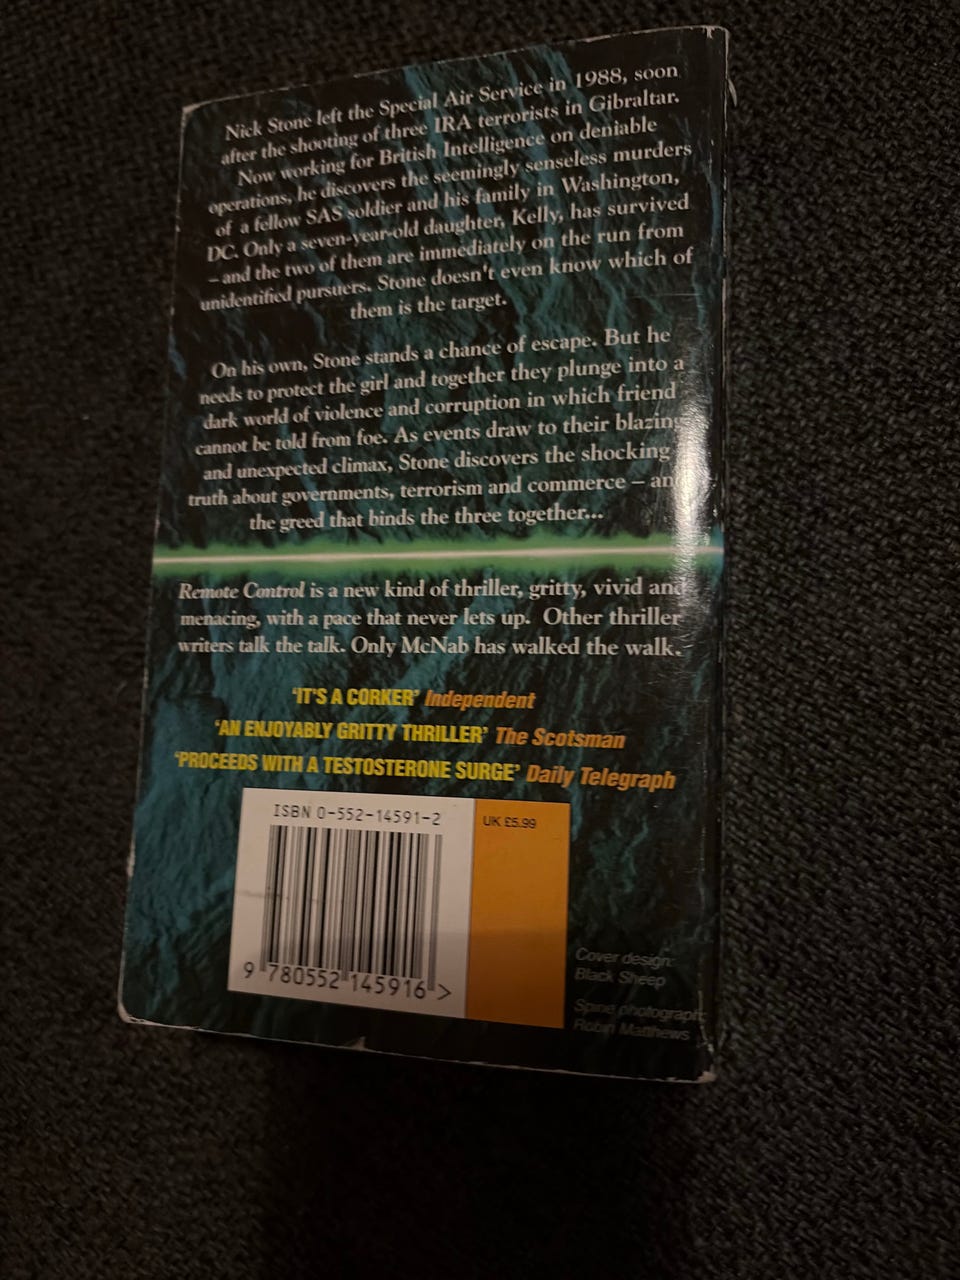 Nick Stone left the Special Air Service in 1988, soon
after the shooting of three IRA terrorists in Gibraltar.
Now working for British Intelligence on deniable
operations, he discovers the seemingly senseless murders
of a fellow SAS soldier and his family in Washington,
DC. Only a seven-year-old daughter, Kelly, has survived
– and the two of them are immediately on the run from
unidentified pursuers. Stone doesn't even know which of
them is the target.
On his own, Stone stands a chance of escape. But he
needs to protect the girl and together they plunge into a
dark world of violence and corruption in which friend
cannot be told from foe. As events draw to their blazing
and unexpected climax, Stone discovers the shocking
truth about governments, terrorism and commerce – and
the greed that binds the three together...
Remote Control is a new kind of thriller, gritty, vivid and
menacing, with a pace that never lets up. Other thriller
writers talk the talk. Only McNab has walked the walk.
'IT'S A CORKER' Independent
'AN ENJOYABLY GRITTY THRILLER' The Scotsman
'PROCEEDS WITH A TESTOSTERONE SURGE' Daily Telegraph
ISBN 0-552-14591-2
UK £5.99
9 780552 145916 >
Cover design:
Black Sheep
Spine photograph:
Robin Matthews